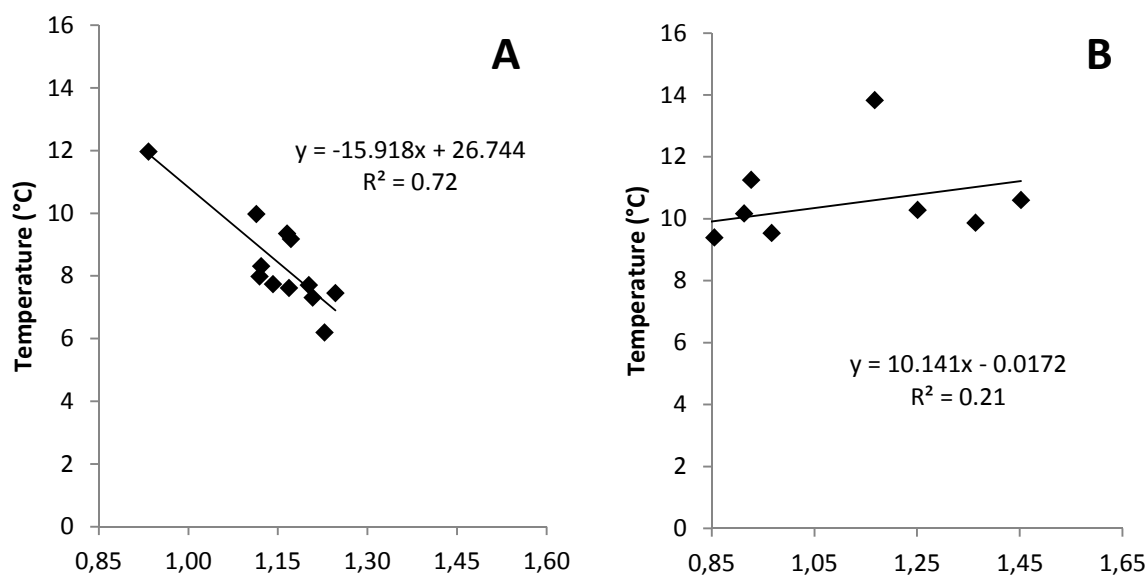 A
16
14
12
10
8
6
4
2
0
Temperature (°C)
y = -15.918x + 26.744
R² = 0.72
0,85 1,00 1,15 1,30 1,45 1,60
B
16
14
12
10
8
6
4
2
0
Temperature (°C)
y = 10.141x - 0.0172
R² = 0.21
0,85 1,05 1,25 1,45 1,65